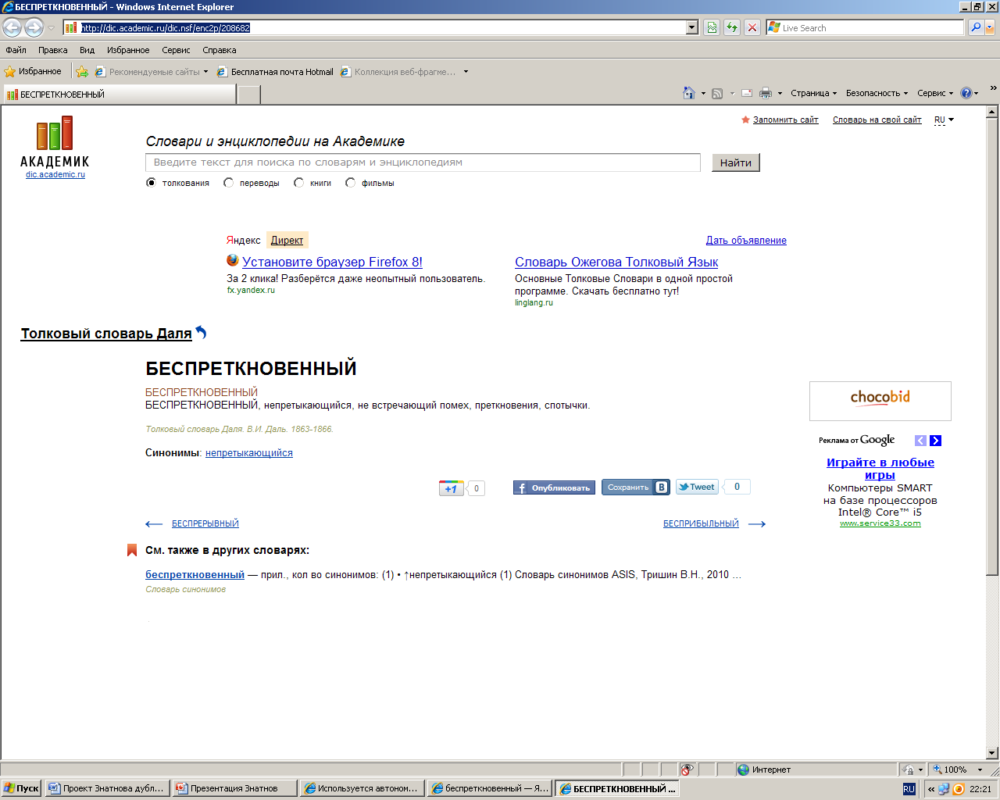 БЕСПРЕТКНОВЕННЫЙ - Windows Internet Explorer
http://dic.academic.ru/dic.nsf/enc2p/208682
Live Search
Файл Правка Вид Избранное Сервис Справка
Избранное Рекомендуемые сайты Бесплатная почта Hotmail Коллекция веб-фрагме...
БЕСПРЕТКНОВЕННЫЙ
Страница Безопасность Сервис
Запомнить сайт Словарь на свой сайт RU
АКАДЕМИК
dic.academic.ru
Словари и энциклопедии на Академике
Введите текст для поиска по словарям и энциклопедиям
Найти
толкования переводы книги фильмы
Яндекс Директ
Дать объявление
Установите браузер Firefox 8!
За 2 клика! Разберётся даже неопытный пользователь.
fx.yandex.ru
Словарь Ожегова Толковый Язык
Основные Толковые Словари в одной простой
программе. Скачать бесплатно тут!
linglang.ru
Толковый словарь Даля
БЕСПРЕТКНОВЕННЫЙ
БЕСПРЕТКНОВЕННЫЙ
БЕСПРЕТКНОВЕННЫЙ, непретыкающийся, не встречающий помех, преткновения, спотычки.
Толковый словарь Даля. В.И. Даль. 1863-1866.
Синонимы: непретыкающийся
+1 0 Опубликовать Сохранить В Tweet 0
← БЕСПРЕРЫВНЫЙ
БЕСПРИБЫЛЬНЫЙ →
См. также в других словарях:
беспреткновенный — прил., кол во синонимов: (1) • ↑непретыкающийся (1) Словарь синонимов ASIS, Тришин В.Н., 2010 …
Словарь синонимов
chocobid
Реклама от Google
Играйте в любые
игры
Компьютеры SMART
на базе процессоров
Intel® Core™ i5
www.service33.com
Интернет
100%
Пуск
Проект Знатнова дубл...
Презентация Знатнов
Используется автоном...
беспреткновенный — Я...
БЕСПРЕТКНОВЕННЫЙ ...
RU
22:21